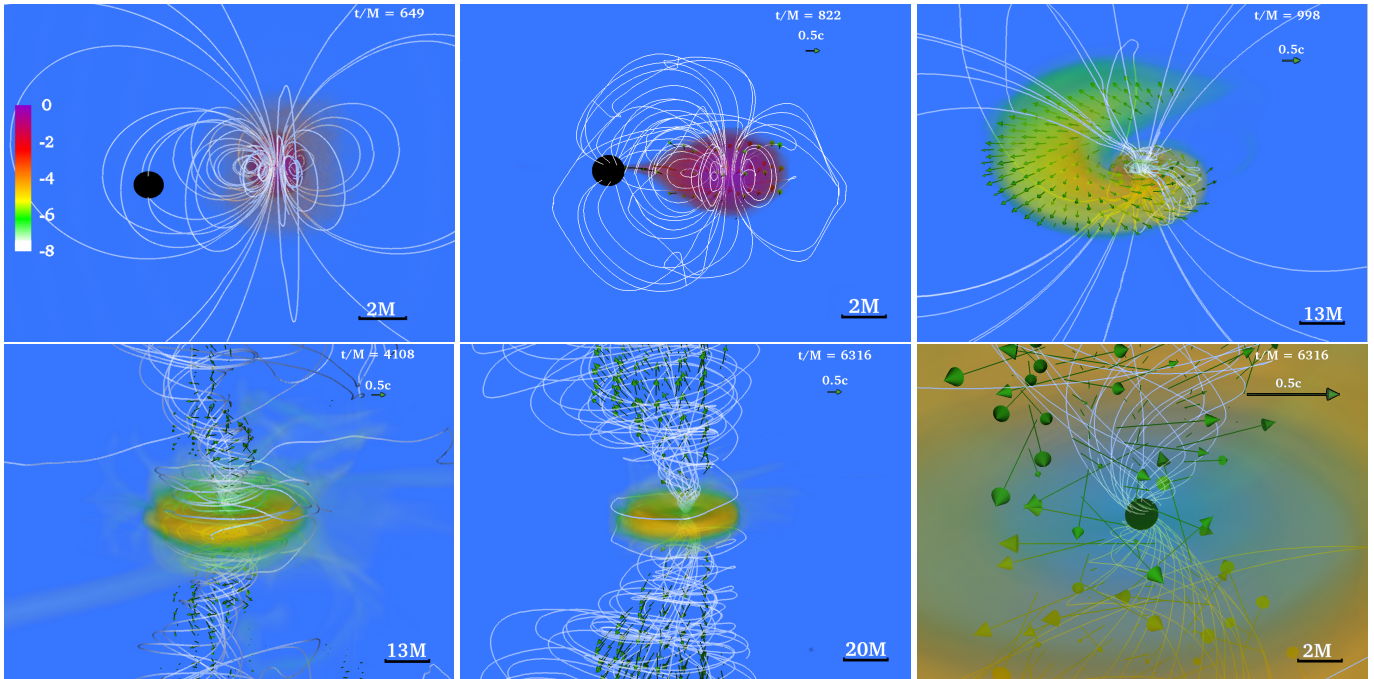 t/M = 649
0
-2
-4
-6
-8
2M
t/M = 822
0.5c
2M
t/M = 998
0.5c
13M
t/M = 4108
0.5c
13M
t/M = 6316
0.5c
20M
t/M = 6316
0.5c
2M